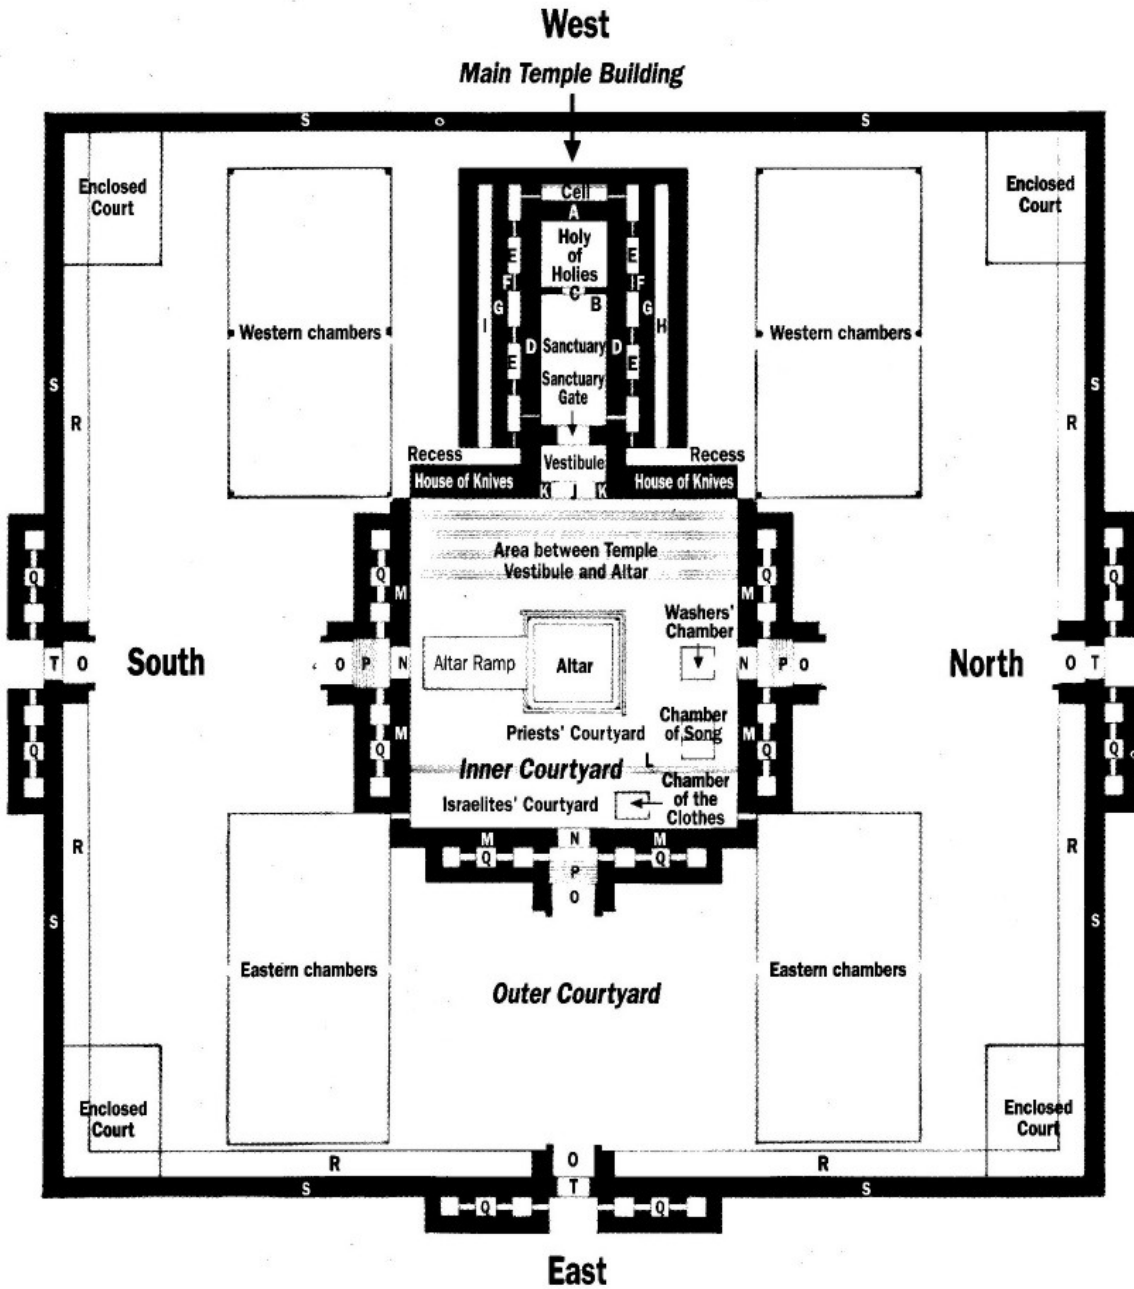 West
Main Temple Building
S
S
Enclosed
Court
Enclosed
Court
Cell
A
Holy
of
Holies
E
E
F
F
C
B
G
G
I
H
Western chambers
Western chambers
D
Sanctuary
D
E
E
Sanctuary
Gate
S
S
R
R
Recess
Vestibule
Recess
House of Knives
House of Knives
K
J
K
Area between Temple
Vestibule and Altar
Q
Q
Q
Q
M
M
Washers'
Chamber
T
O
South
O
P
N
Altar Ramp
Altar
N
P
O
North
O
T
Priests' Courtyard
Chamber
of Song
Q
Q
M
M
Q
Q
L
Inner Courtyard
Israelites' Courtyard
Chamber
of the
Clothes
R
R
M
N
M
Q
Q
P
O
S
S
Eastern chambers
Eastern chambers
Outer Courtyard
Enclosed
Court
Enclosed
Court
R
O
R
S
T
S
Q
Q
East